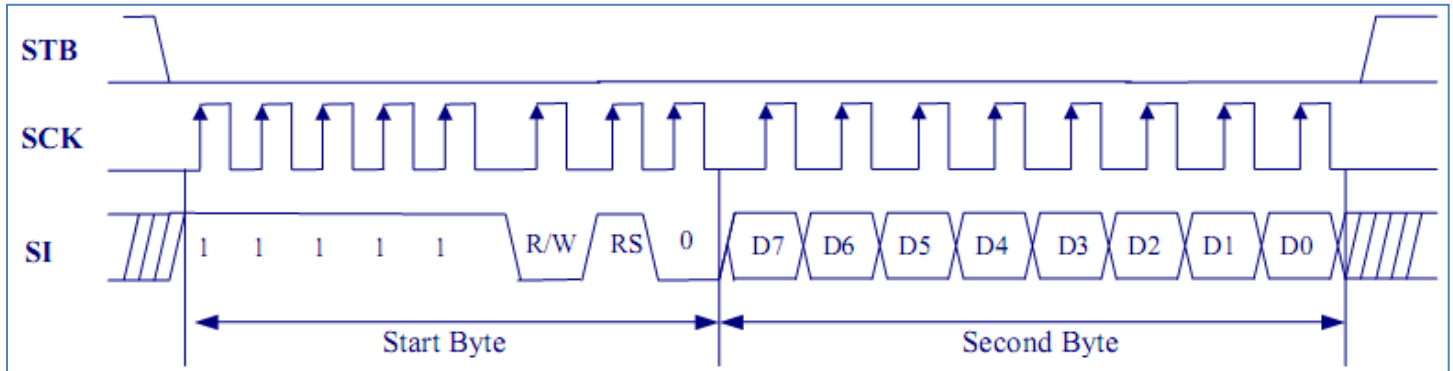 STB
SCK
SI 1 1 1 1 1 R/W RS 0 D7 D6 D5 D4 D3 D2 D1 D0
Start Byte Second Byte